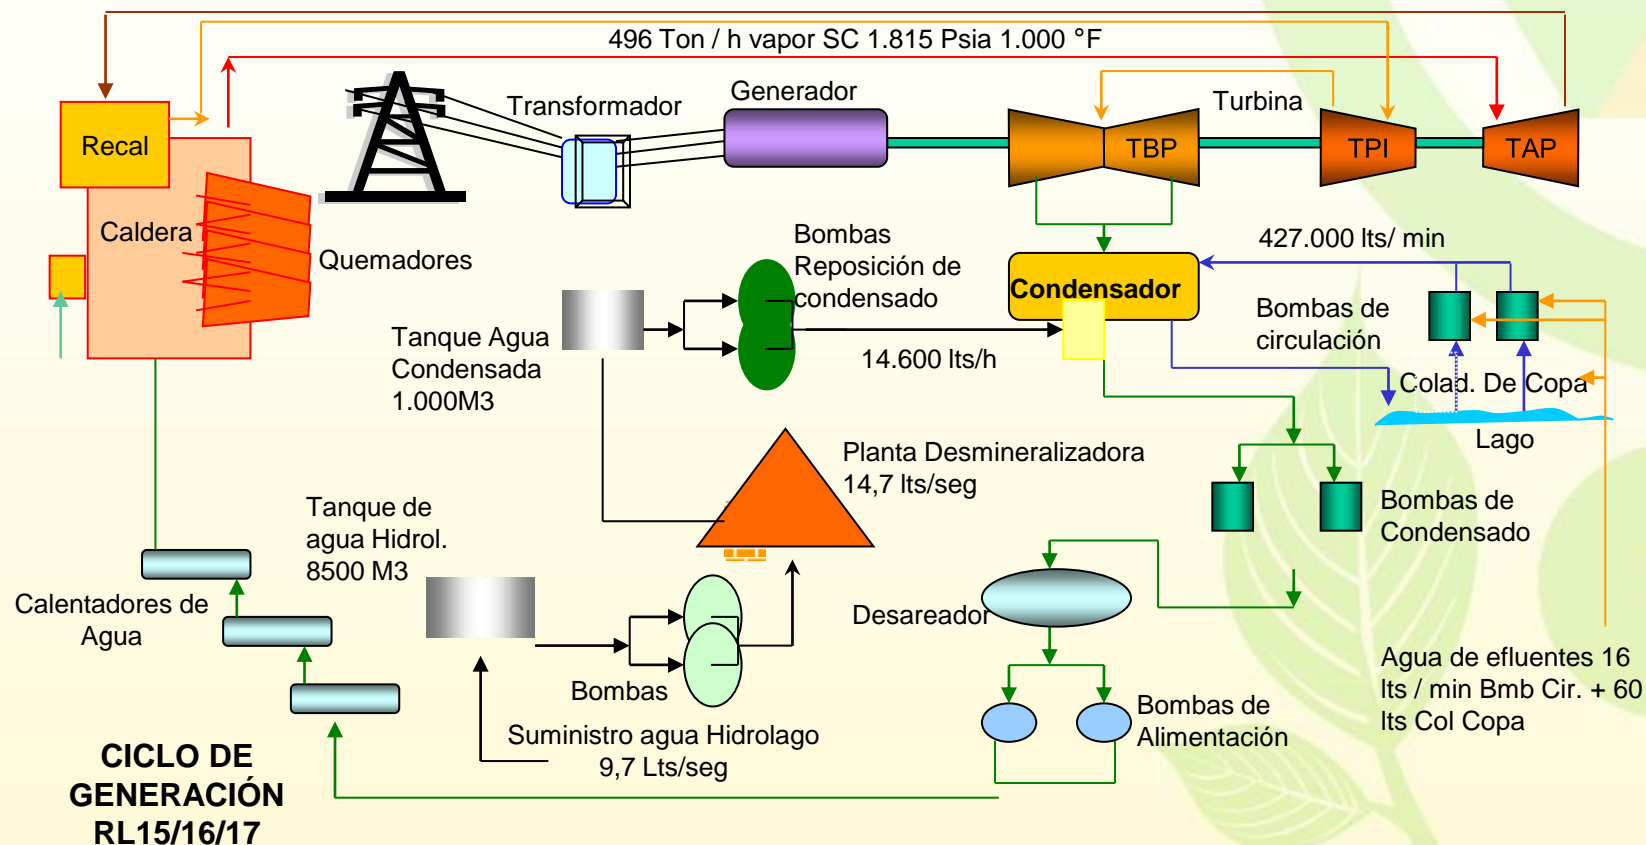 496 Ton / h vapor SC 1.815 Psia 1.000 °F
Recal
Transformador
Generador
Turbina
TBP
TPI
TAP
Caldera
Quemadores
Bombas
Reposición de
condensado
Condensador
427.000 lts/ min
Bombas de
circulación
Tanque Agua
Condensada
1.000M3
14.600 lts/h
Colad. De Copa
Lago
Planta Desmineralizadora
14,7 lts/seg
Tanque de
agua Hidrol.
8500 M3
Bombas de
Condensado
Calentadores de
Agua
Desareador
Bombas
Suministro agua Hidrolago
9,7 Lts/seg
Bombas de
Alimentación
Agua de efluentes 16
lts / min Bmb Cir. + 60
lts Col Copa
CICLO DE
GENERACIÓN
RL15/16/17